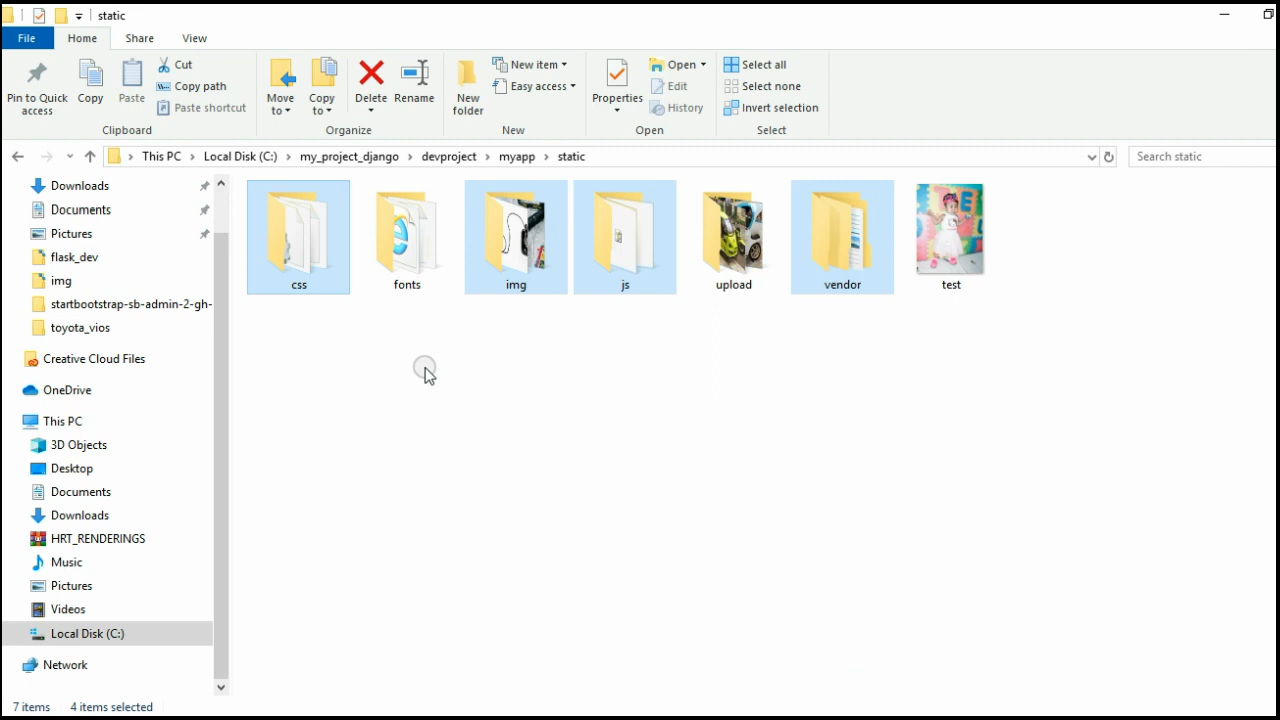 static
File Home Share View
Pin to Quick access
Copy
Paste
Cut
Copy path
Paste shortcut
Clipboard
Move to
Copy to
Delete
Rename
Organize
New folder
New item
Easy access
New
Properties
Open
Edit
History
Open
Select all
Select none
Invert selection
Select
This PC > Local Disk (C:) > my_project_django > devproject > myapp > static
Search static
Downloads
Documents
Pictures
flask_dev
img
startbootstrap-sb-admin-2-gh-
toyota_vios
Creative Cloud Files
OneDrive
This PC
3D Objects
Desktop
Documents
Downloads
HRT_RENDERINGS
Music
Pictures
Videos
Local Disk (C:)
Network
css fonts img js upload vendor test
7 items 4 items selected